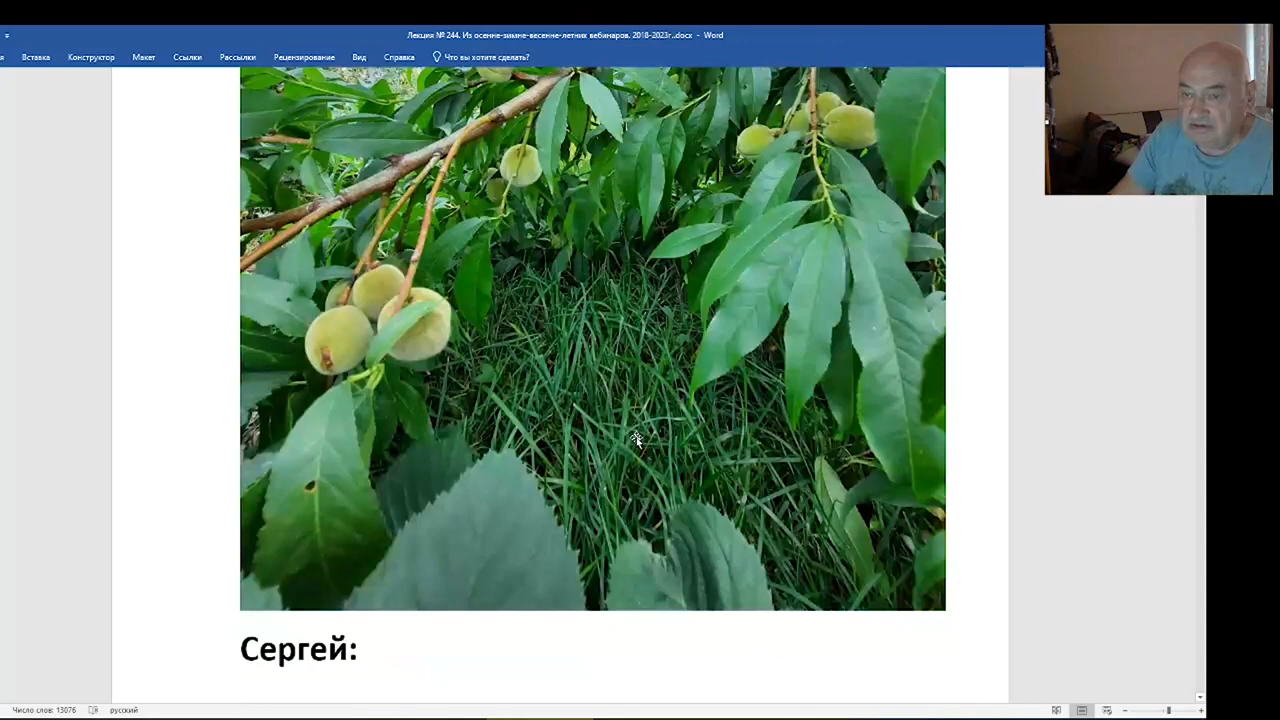 Лекция № 244. Из осенне-зимне-весенне-летних вебинаров. 2018-2023г..docx - Word
я Вставка Конструктор Макет Ссылки Рассылки Рецензирование Вид Справка Что вы хотите сделать?
Сергей:
Число слов: 13076 русский